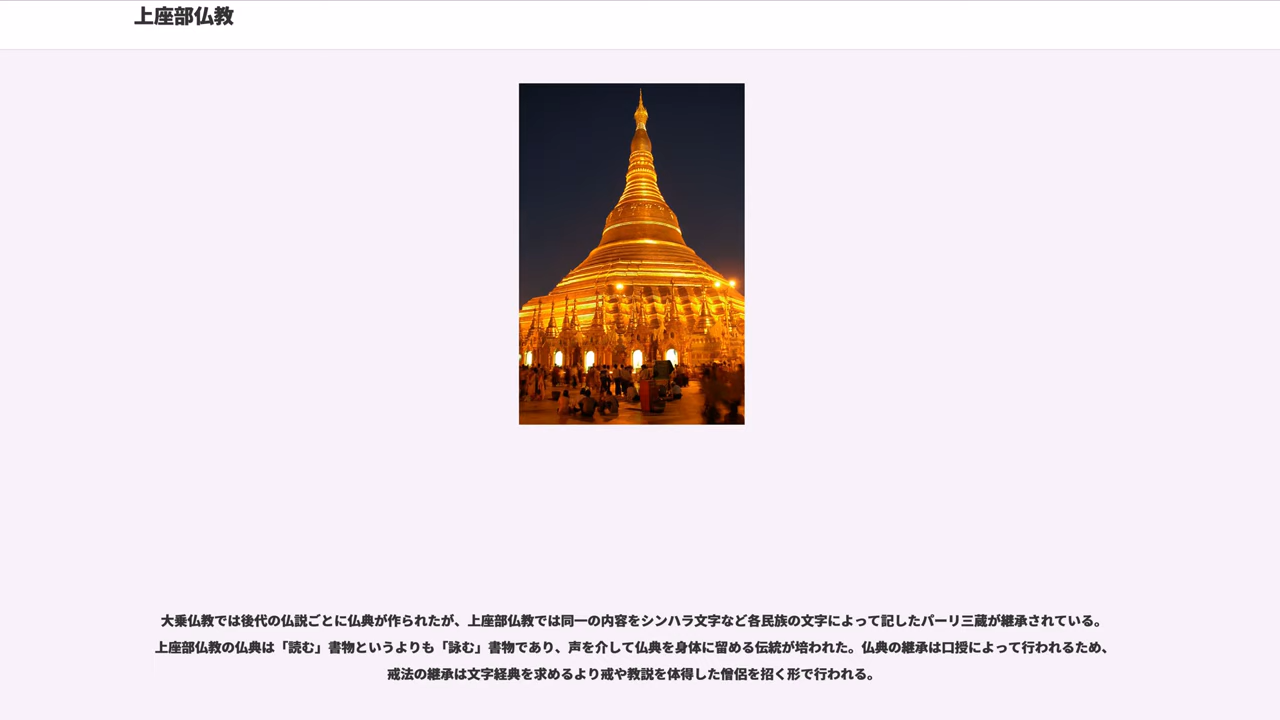 上座部仏教
大乗仏教では後代の仏説ごとに仏典が作られたが、上座部仏教では同一の内容をシンハラ文字など各民族の文字によって記したパーリ三蔵が継承されている。
上座部仏教の仏典は「読む」書物というよりも「詠む」書物であり、声を介して仏典を身体に留める伝統が培われた。仏典の継承は口授によって行われるため、
戒法の継承は文字経典を求めるより戒や教説を体得した僧侶を招く形で行われる。